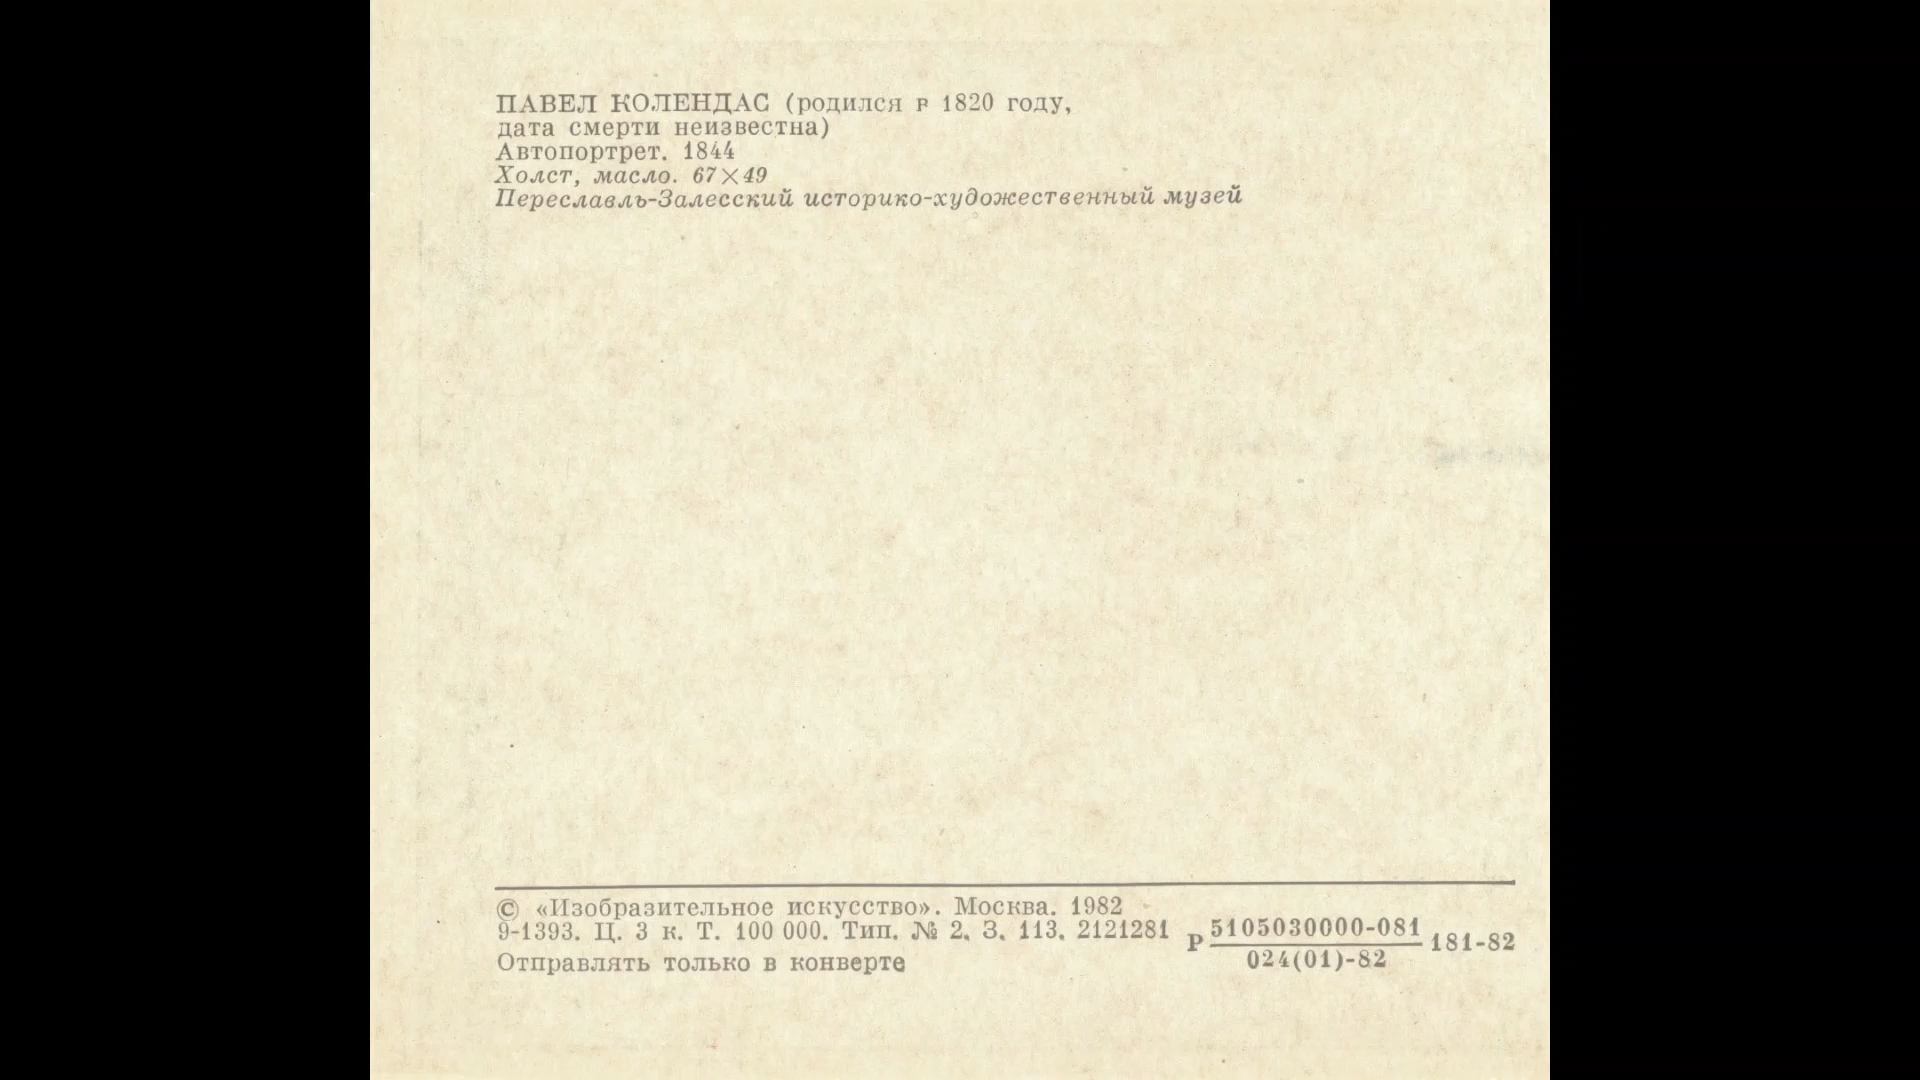 ПАВЕЛ КОЛЕНДАС (родился в 1820 году,
дата смерти неизвестна)
Автопортрет. 1844
Холст, масло. 67×49
Переславль-Залесский историко-художественный музей
© «Изобразительное искусство». Москва. 1982
9-1393. Ц. 3 к. Т. 100 000. Тип. № 2. З. 113. 2121281
Р 5105030000-081 181-82
024(01)-82
Отправлять только в конверте